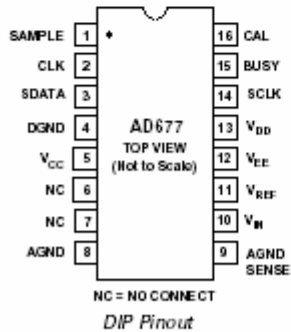 SAMPLE 1 16 CAL
CLK 2 15 BUSY
SDATA 3 14 SCLK
DGND 4 AD677 13 VDD
TOP VIEW
VCC 5 (Not to Scale) 12 VEE
NC 6 11 VREF
NC 7 10 VIN
AGND 8 9 AGND
SENSE
NC = NO CONNECT
DIP Pinout